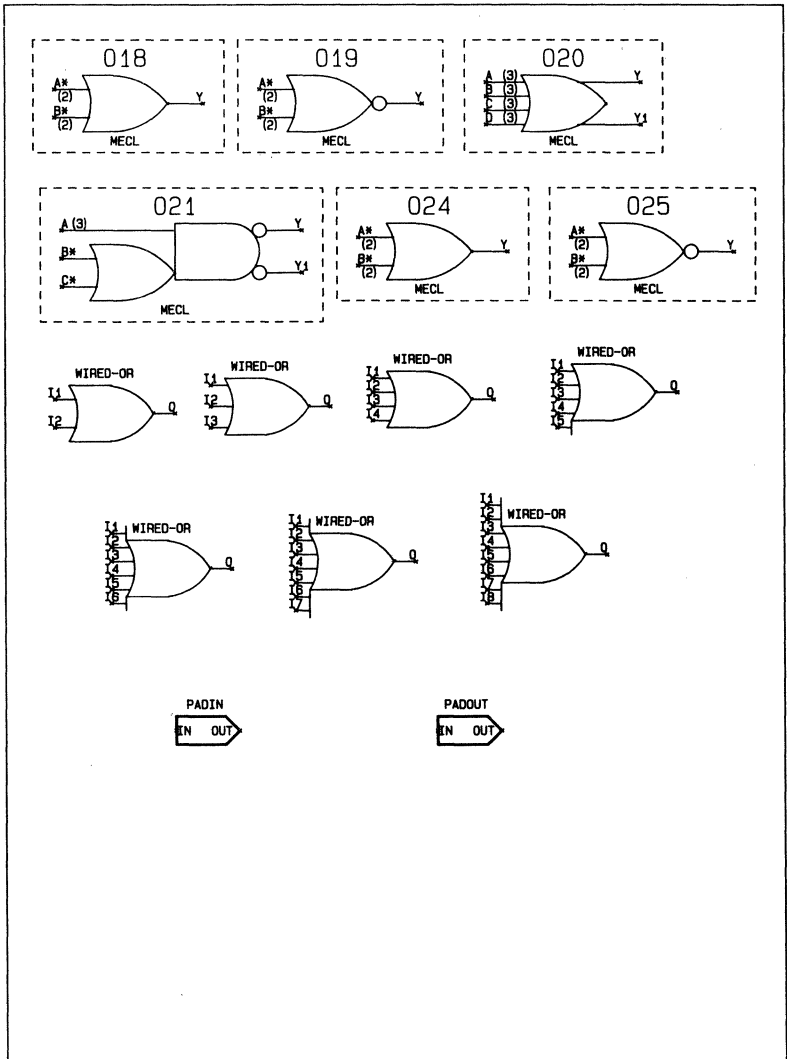 018
A*
(2)
B*
(2)
Y
MECL
019
A*
(2)
B*
(2)
Y
MECL
020
A (3)
B (3)
C (3)
D (3)
Y
Y1
MECL
021
A (3)
B*
C*
Y
Y1
MECL
024
A*
(2)
B*
(2)
Y
MECL
025
A*
(2)
B*
(2)
Y
MECL
WIRED-OR
I1
I2
O
WIRED-OR
I1
I2
I3
O
WIRED-OR
I1
I2
I3
I4
O
WIRED-OR
I1
I2
I3
I4
I5
O
WIRED-OR
I1
I2
I3
I4
I5
I6
O
WIRED-OR
I1
I2
I3
I4
I5
I6
I7
O
WIRED-OR
I1
I2
I3
I4
I5
I6
I7
I8
O
PADIN
IN OUT
PADOUT
IN OUT